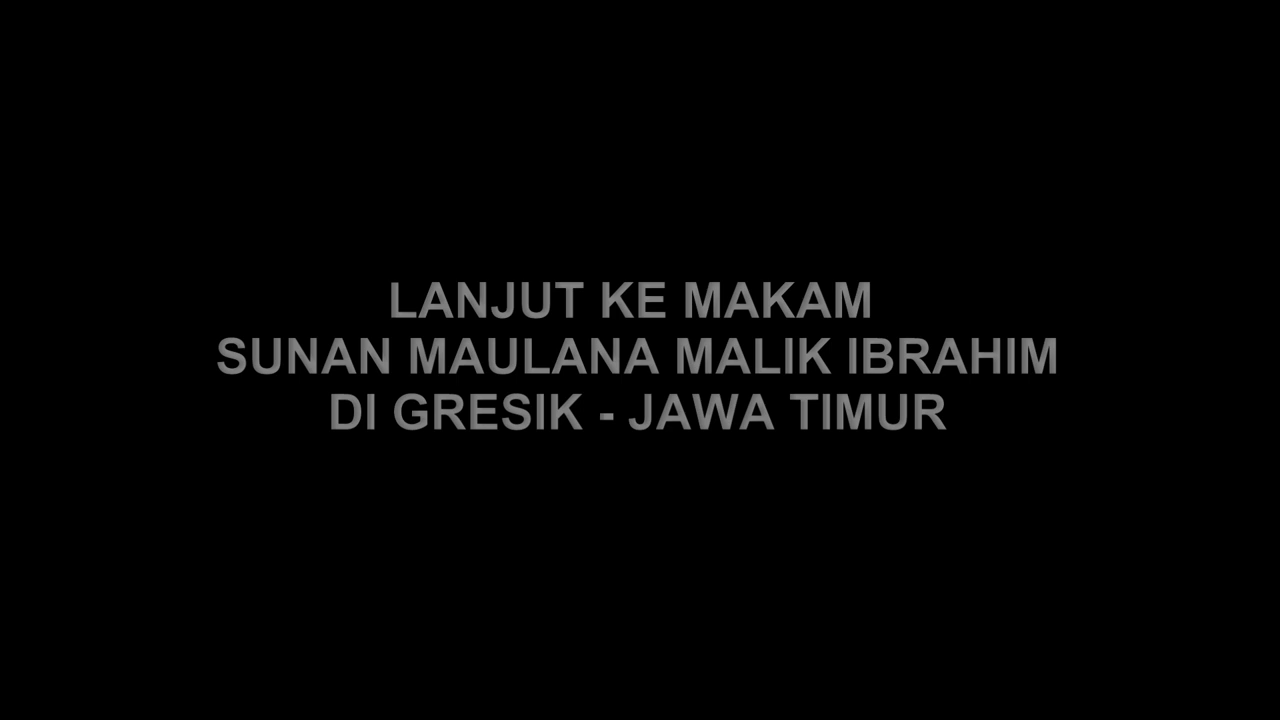 LANJUT KE MAKAM
SUNAN MAULANA MALIK IBRAHIM
DI GRESIK - JAWA TIMUR